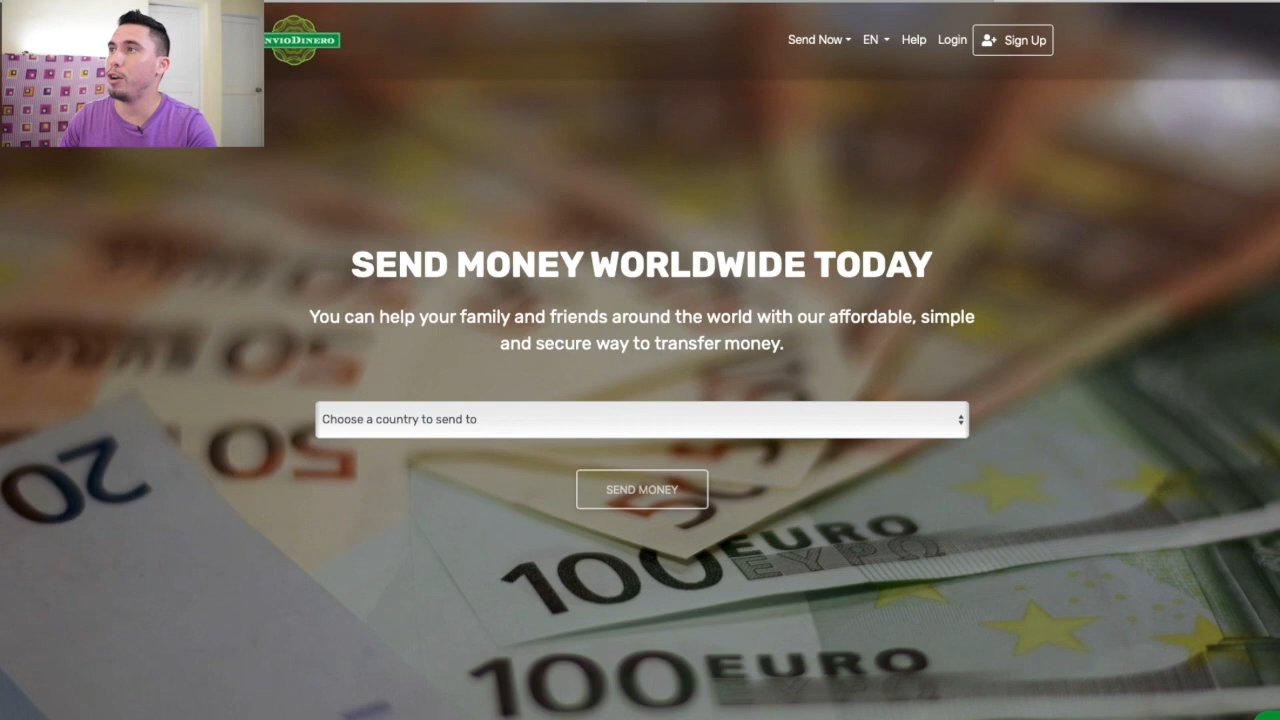 NVIODINERO
Send Now EN Help Login Sign Up
SEND MONEY WORLDWIDE TODAY
You can help your family and friends around the world with our affordable, simple
and secure way to transfer money.
Choose a country to send to
SEND MONEY
20
50
100 EURO
ΕΥΡΩ
100 EURO